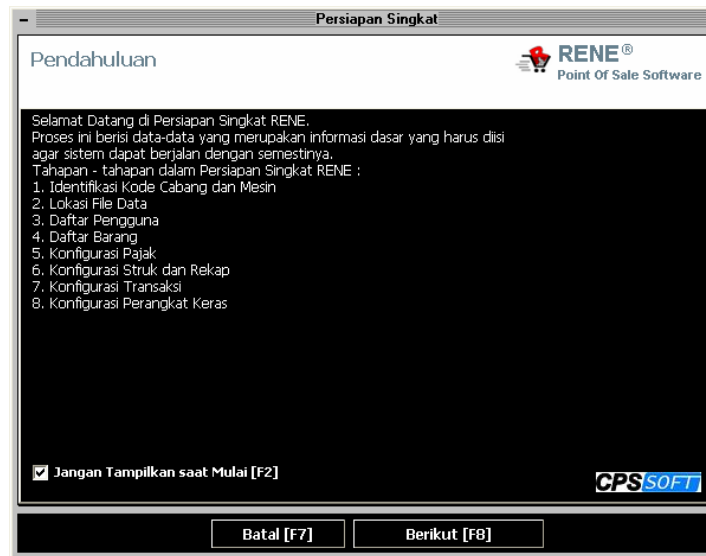 Persiapan Singkat
Pendahuluan
RENE®
Point Of Sale Software
Selamat Datang di Persiapan Singkat RENE.
Proses ini berisi data-data yang merupakan informasi dasar yang harus diisi
agar sistem dapat berjalan dengan semestinya.
Tahapan - tahapan dalam Persiapan Singkat RENE :
1. Identifikasi Kode Cabang dan Mesin
2. Lokasi File Data
3. Daftar Pengguna
4. Daftar Barang
5. Konfigurasi Pajak
6. Konfigurasi Struk dan Rekap
7. Konfigurasi Transaksi
8. Konfigurasi Perangkat Keras
Jangan Tampilkan saat Mulai [F2]
CPSSOFT
Batal [F7]
Berikut [F8]